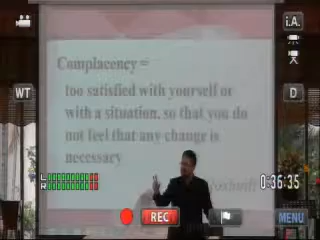 i.A.
WT
D
Complacency =
too satisfied with yourself or
with a situation, so that you do
not feel that any change is
necessary
L
R
0:36:35
REC
MENU